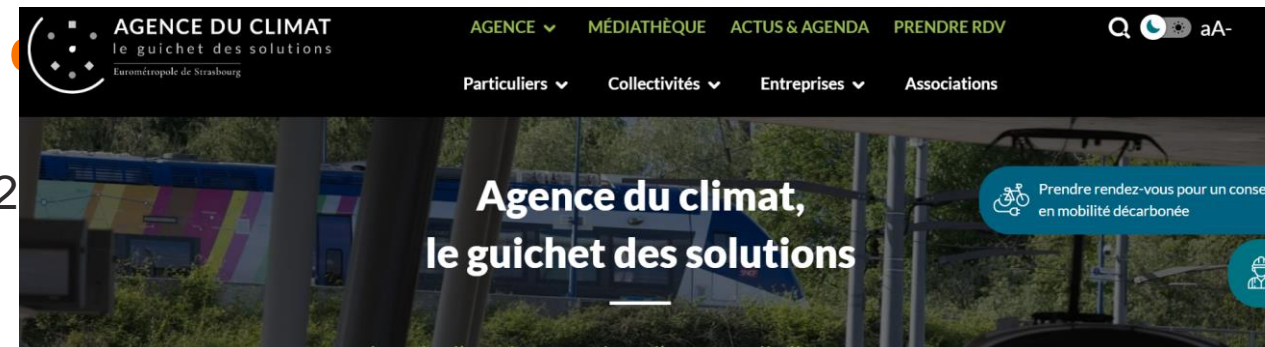 AGENCE DU CLIMAT
le guichet des solutions
Eurométropole de Strasbourg
AGENCE MÉDIATHÈQUE ACTUS & AGENDA PRENDRE RDV
aA-
Particuliers Collectivités Entreprises Associations
2
Agence du climat,
le guichet des solutions
Prendre rendez-vous pour un conse
en mobilité décarbonée